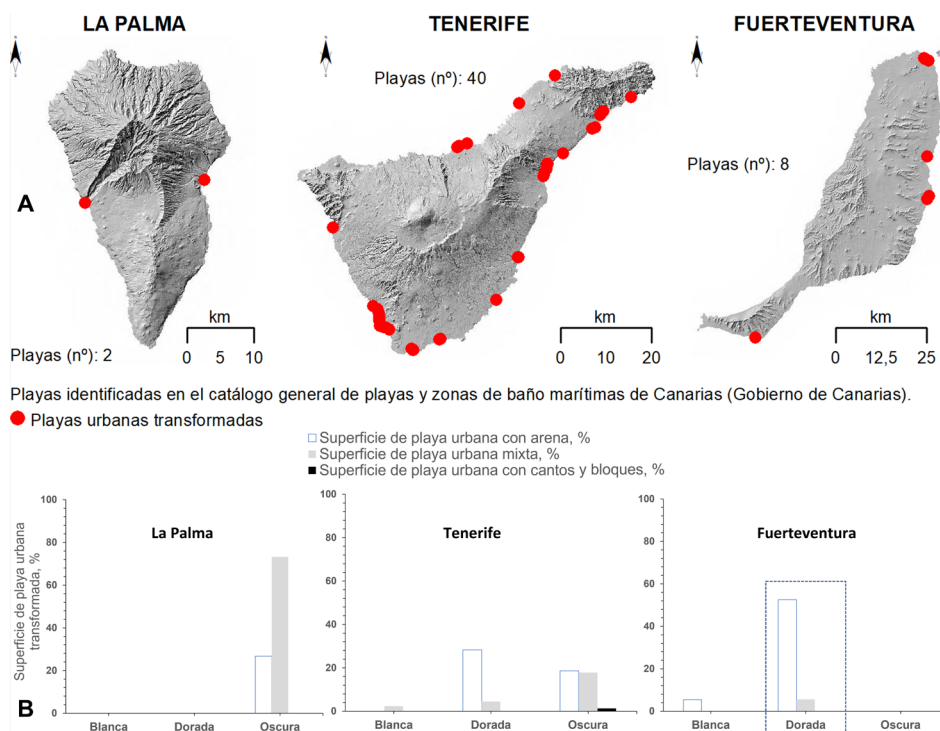 LA PALMA
TENERIFE
FUERTEVENTURA
Playas (nº): 40
Playas (nº): 8
A
km
0 5 10
Playas (nº): 2
km
0 10 20
km
0 12,5 25
Playas identificadas en el catálogo general de playas y zonas de baño marítimas de Canarias (Gobierno de Canarias).
Playas urbanas transformadas
Superficie de playa urbana con arena, %
Superficie de playa urbana mixta, %
Superficie de playa urbana con cantos y bloques, %
B
Superficie de playa urbana
transformada, %
100
80
60
40
20
0
La Palma
Blanca Dorada Oscura
100
80
60
40
20
0
Tenerife
Blanca Dorada Oscura
100
80
60
40
20
0
Fuerteventura
Blanca Dorada Oscura